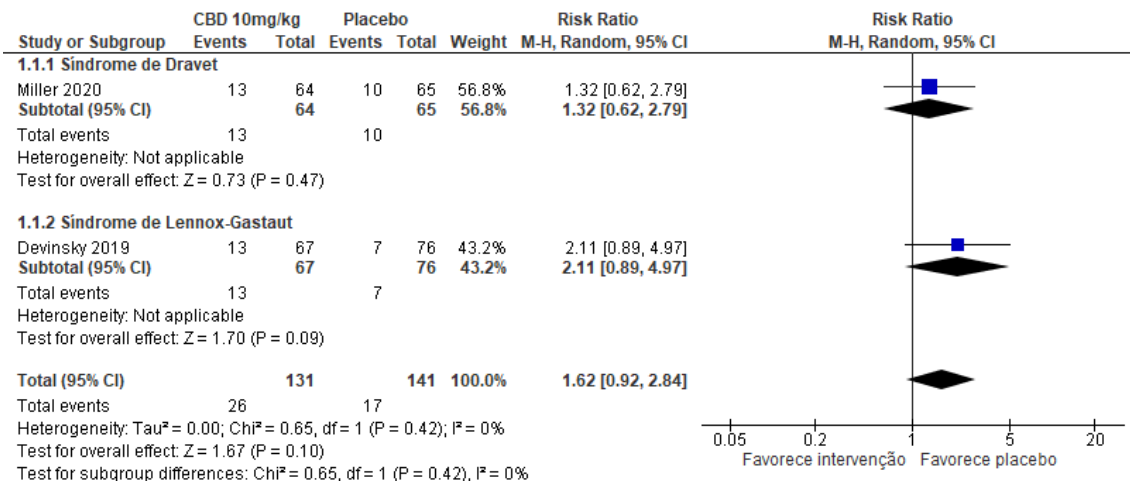 CBD 10mg/kg Placebo Risk Ratio Risk Ratio
Study or Subgroup Events Total Events Total Weight M-H, Random, 95% CI M-H, Random, 95% CI
1.1.1 Síndrome de Dravet
Miller 2020 13 64 10 65 56.8% 1.32 [0.62, 2.79]
Subtotal (95% CI) 64 65 56.8% 1.32 [0.62, 2.79]
Total events 13 10
Heterogeneity: Not applicable
Test for overall effect: Z = 0.73 (P = 0.47)
1.1.2 Síndrome de Lennox-Gastaut
Devinsky 2019 13 67 7 76 43.2% 2.11 [0.89, 4.97]
Subtotal (95% CI) 67 76 43.2% 2.11 [0.89, 4.97]
Total events 13 7
Heterogeneity: Not applicable
Test for overall effect: Z = 1.70 (P = 0.09)
Total (95% CI) 131 141 100.0% 1.62 [0.92, 2.84]
Total events 26 17
Heterogeneity: Tau² = 0.00; Chi² = 0.65, df = 1 (P = 0.42); I² = 0%
Test for overall effect: Z = 1.67 (P = 0.10)
Test for subgroup differences: Chi² = 0.65, df = 1 (P = 0.42), I² = 0%
0.05 0.2 1 5 20
Favorece intervenção Favorece placebo